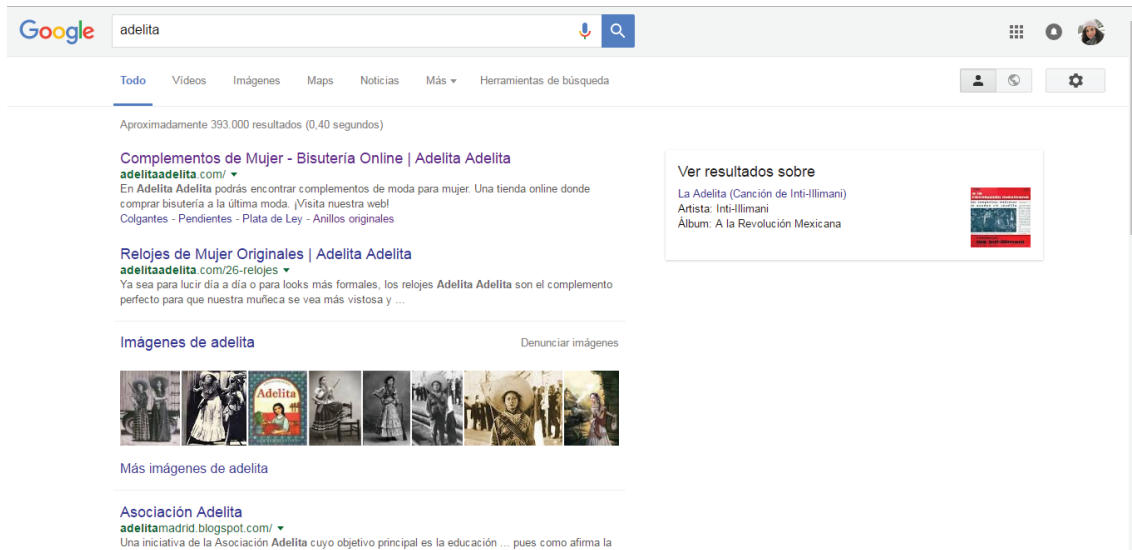 Google
adelita
Todo Vídeos Imágenes Maps Noticias Más Herramientas de búsqueda
Aproximadamente 393.000 resultados (0,40 segundos)
Complementos de Mujer - Bisutería Online | Adelita Adelita
adelitaadelita.com/
En Adelita Adelita podrás encontrar complementos de moda para mujer. Una tienda online donde
comprar bisutería a la última moda. ¡Visita nuestra web!
Colgantes - Pendientes - Plata de Ley - Anillos originales
Relojes de Mujer Originales | Adelita Adelita
adelitaadelita.com/26-relojes
Ya sea para lucir día a día o para looks más formales, los relojes Adelita Adelita son el complemento
perfecto para que nuestra muñeca se vea más vistosa y ...
Imágenes de adelita
Denunciar imágenes
Adelita
Más imágenes de adelita
Asociación Adelita
adelitamadrid.blogspot.com/
Una iniciativa de la Asociación Adelita cuyo objetivo principal es la educación ... pues como afirma la
Ver resultados sobre
La Adelita (Canción de Inti-Illimani)
Artista: Inti-Illimani
Álbum: A la Revolución Mexicana